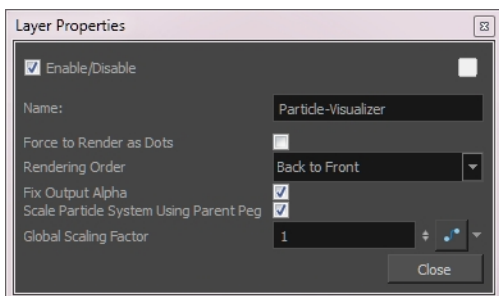 Layer Properties
Enable/Disable
Name: Particle-Visualizer
Force to Render as Dots
Rendering Order Back to Front
Fix Output Alpha
Scale Particle System Using Parent Peg
Global Scaling Factor 1
Close